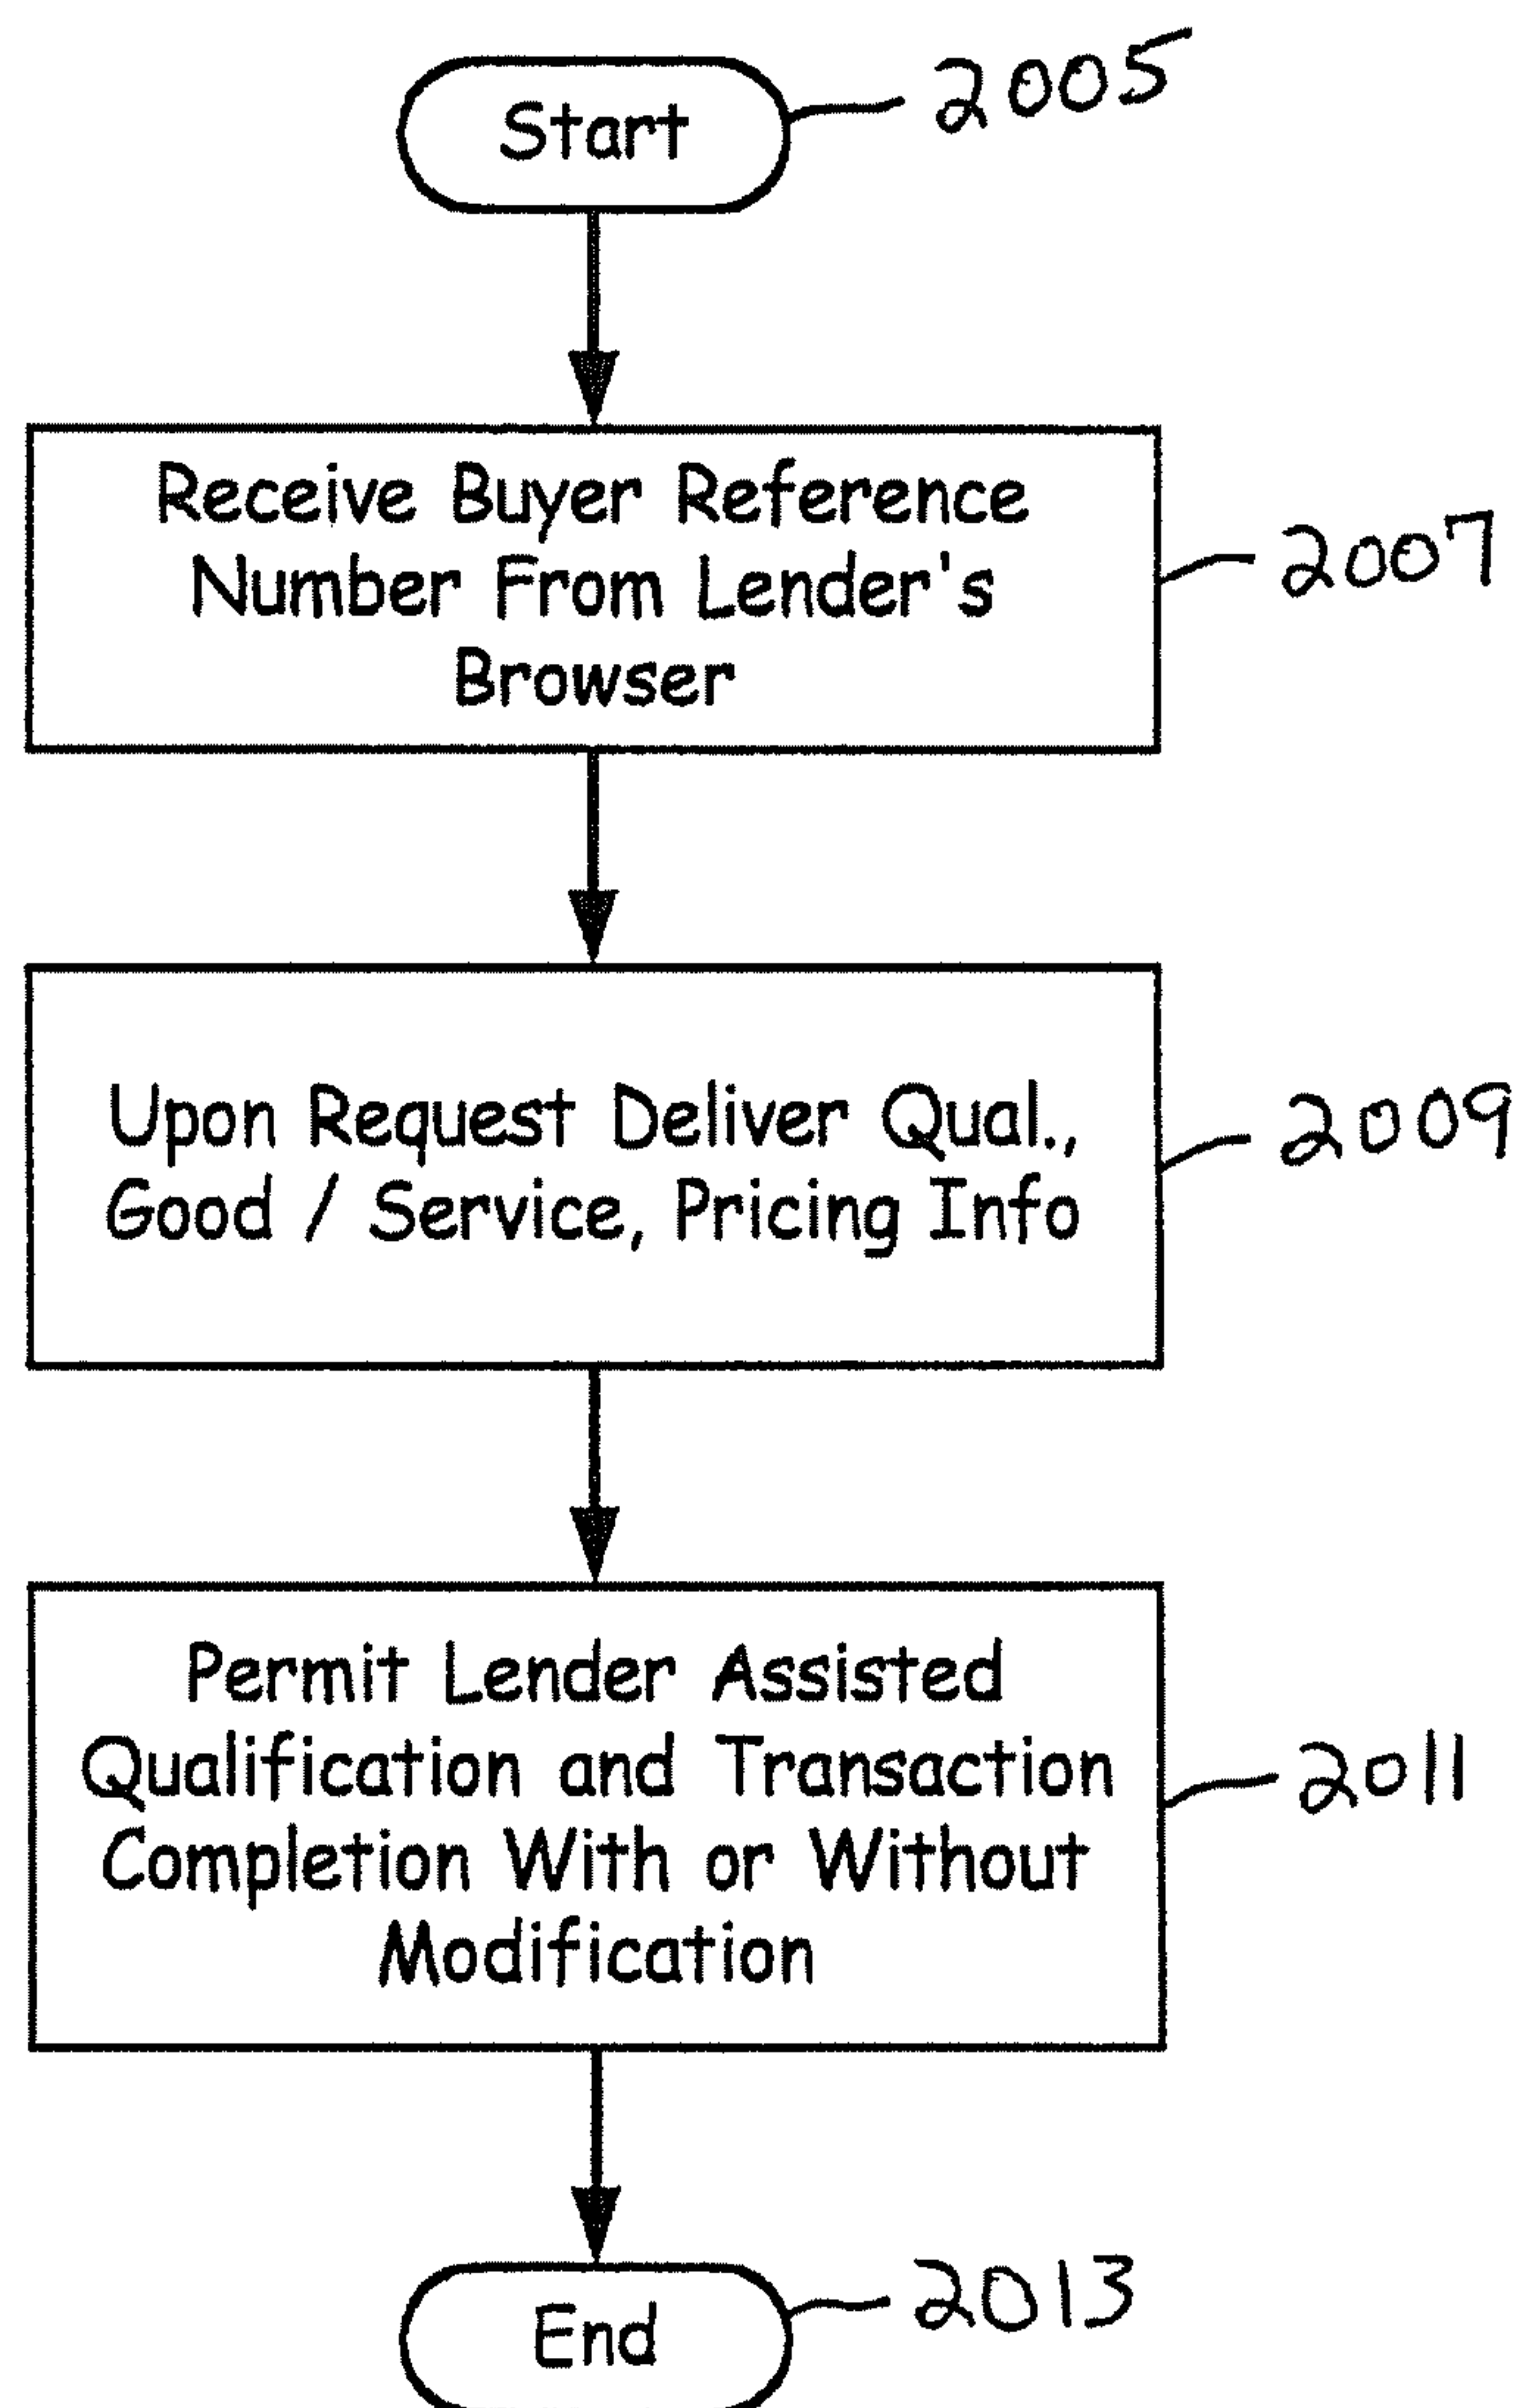 Start
2005
Receive Buyer Reference
Number From Lender's
Browser
2007
Upon Request Deliver Qual.,
Good / Service, Pricing Info
2009
Permit Lender Assisted
Qualification and Transaction
Completion With or Without
Modification
2011
End
2013